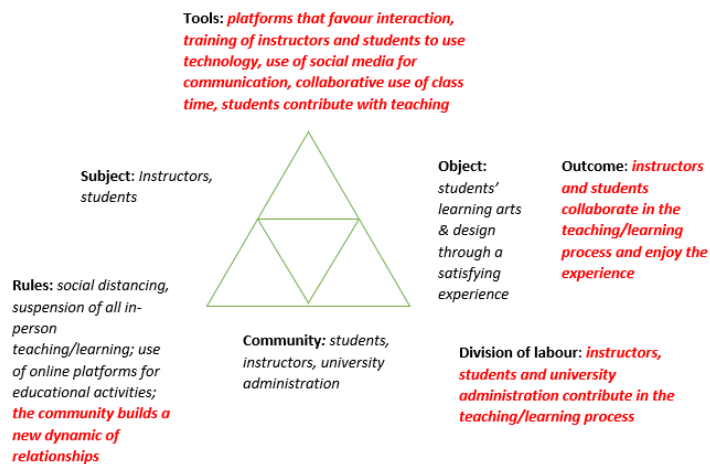 Tools: platforms that favour interaction,
training of instructors and students to use
technology, use of social media for
communication, collaborative use of class
time, students contribute with teaching
Subject: Instructors,
students
Object:
students’
learning arts
& design
through a
satisfying
experience
Outcome: instructors
and students
collaborate in the
teaching/learning
process and enjoy the
experience
Rules: social distancing,
suspension of all in-
person
teaching/learning; use
of online platforms for
educational activities;
the community builds a
new dynamic of
relationships
Community: students,
instructors, university
administration
Division of labour: instructors,
students and university
administration contribute in the
teaching/learning process